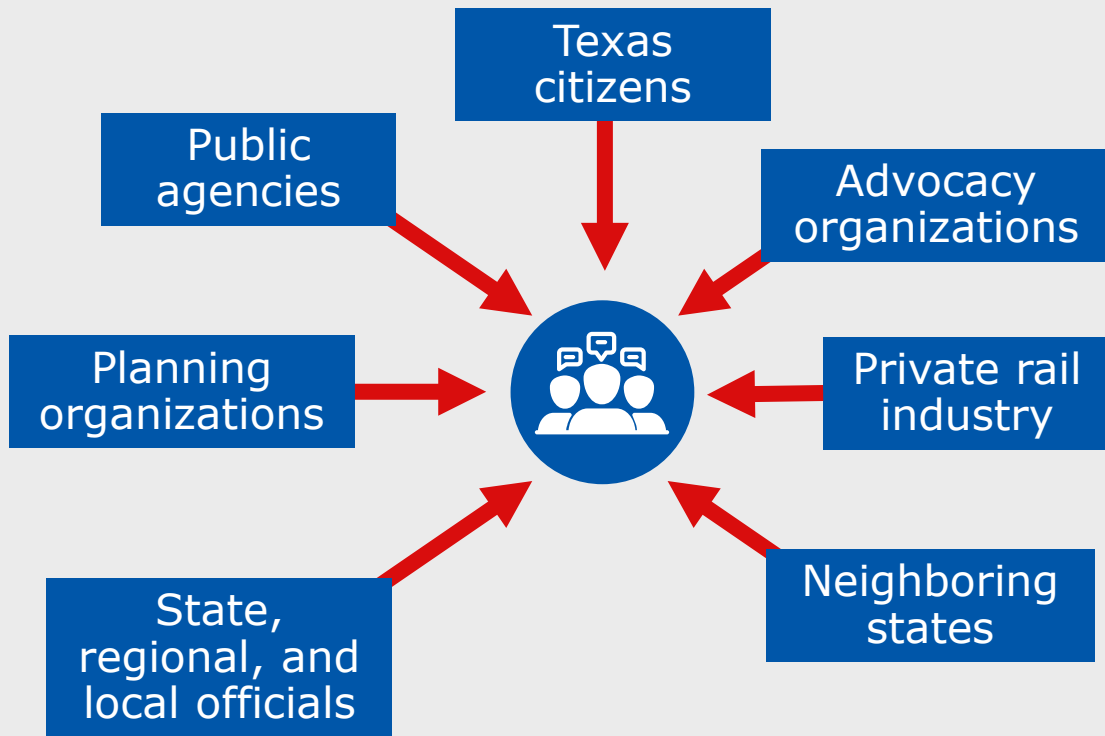 Texas
citizens
Public
agencies
Advocacy
organizations
Planning
organizations
Private rail
industry
State,
regional, and
local officials
Neighboring
states